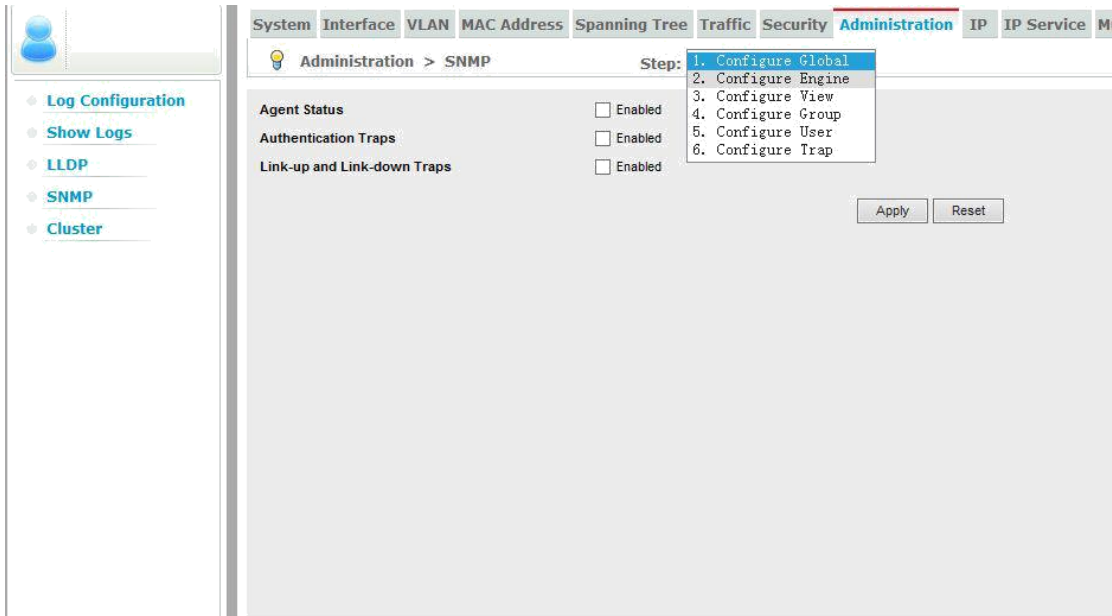 System Interface VLAN MAC Address Spanning Tree Traffic Security Administration IP IP Service
Administration > SNMP Step:
1. Configure Global
2. Configure Engine
3. Configure View
4. Configure Group
5. Configure User
6. Configure Trap
Log Configuration
Show Logs
LLDP
SNMP
Cluster
Agent Status Enabled
Authentication Traps Enabled
Link-up and Link-down Traps Enabled
Apply Reset